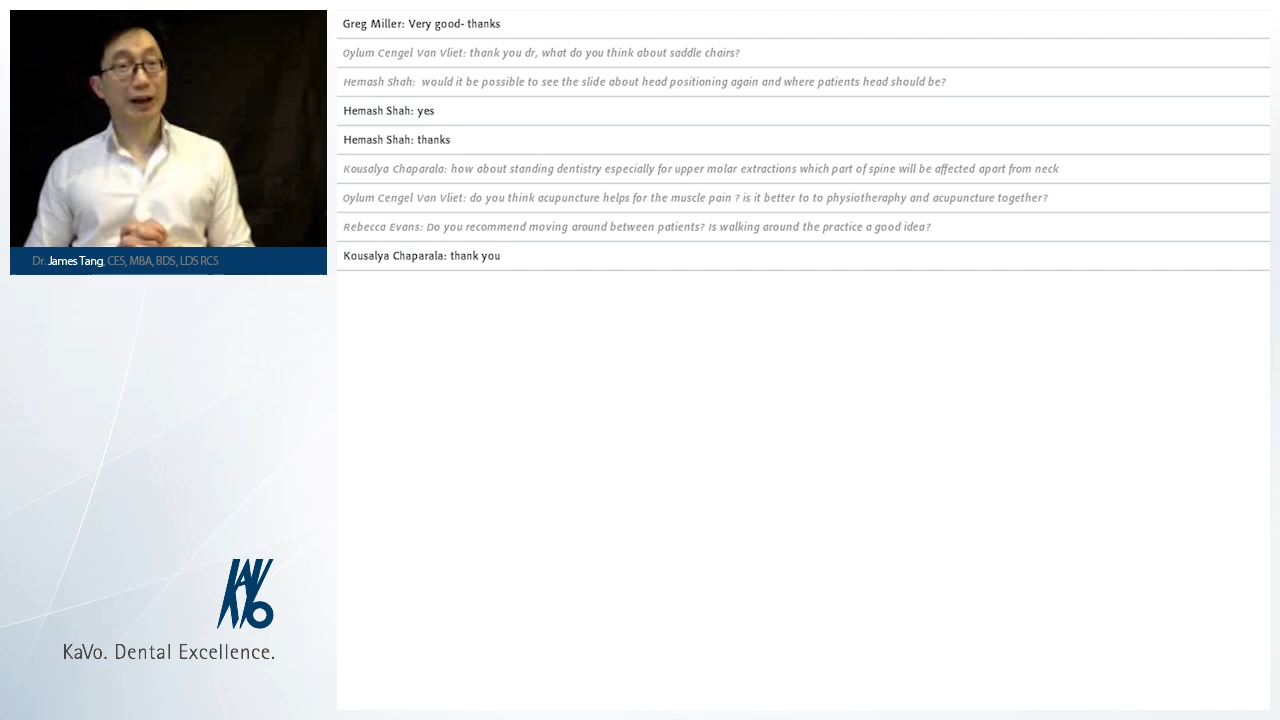 Greg Miller: Very good- thanks
Oylum Cengel Van Vliet: thank you dr, what do you think about saddle chairs?
Hemash Shah: would it be possible to see the slide about head positioning again and where patients head should be?
Hemash Shah: yes
Hemash Shah: thanks
Kousalya Chaparala: how about standing dentistry especially for upper molar extractions which part of spine will be affected apart from neck
Oylum Cengel Van Vliet: do you think acupuncture helps for the muscle pain ? is it better to to physiotheraphy and acupuncture together?
Rebecca Evans: Do you recommend moving around between patients? Is walking around the practice a good idea?
Kousalya Chaparala: thank you
Dr. James Tang, CES, MBA, BDS, LDS RCS
KaVo
KaVo. Dental Excellence.